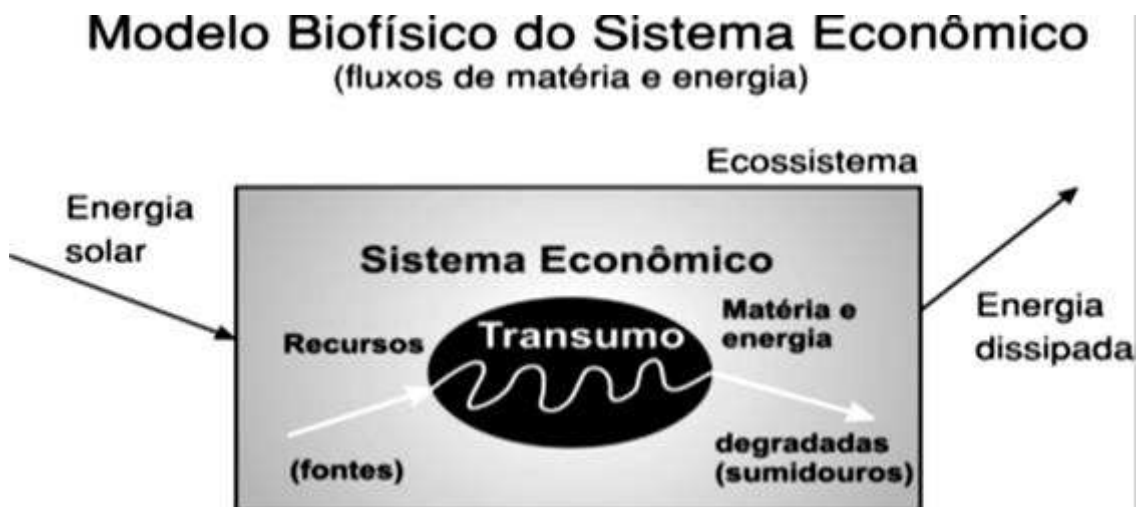 Modelo Biofísico do Sistema Econômico
(fluxos de matéria e energia)
Ecossistema
Energia
solar
Sistema Econômico
Recursos
Transumo
Matéria e
energia
Energia
dissipada
(fontes)
degradadas
(sumidouros)